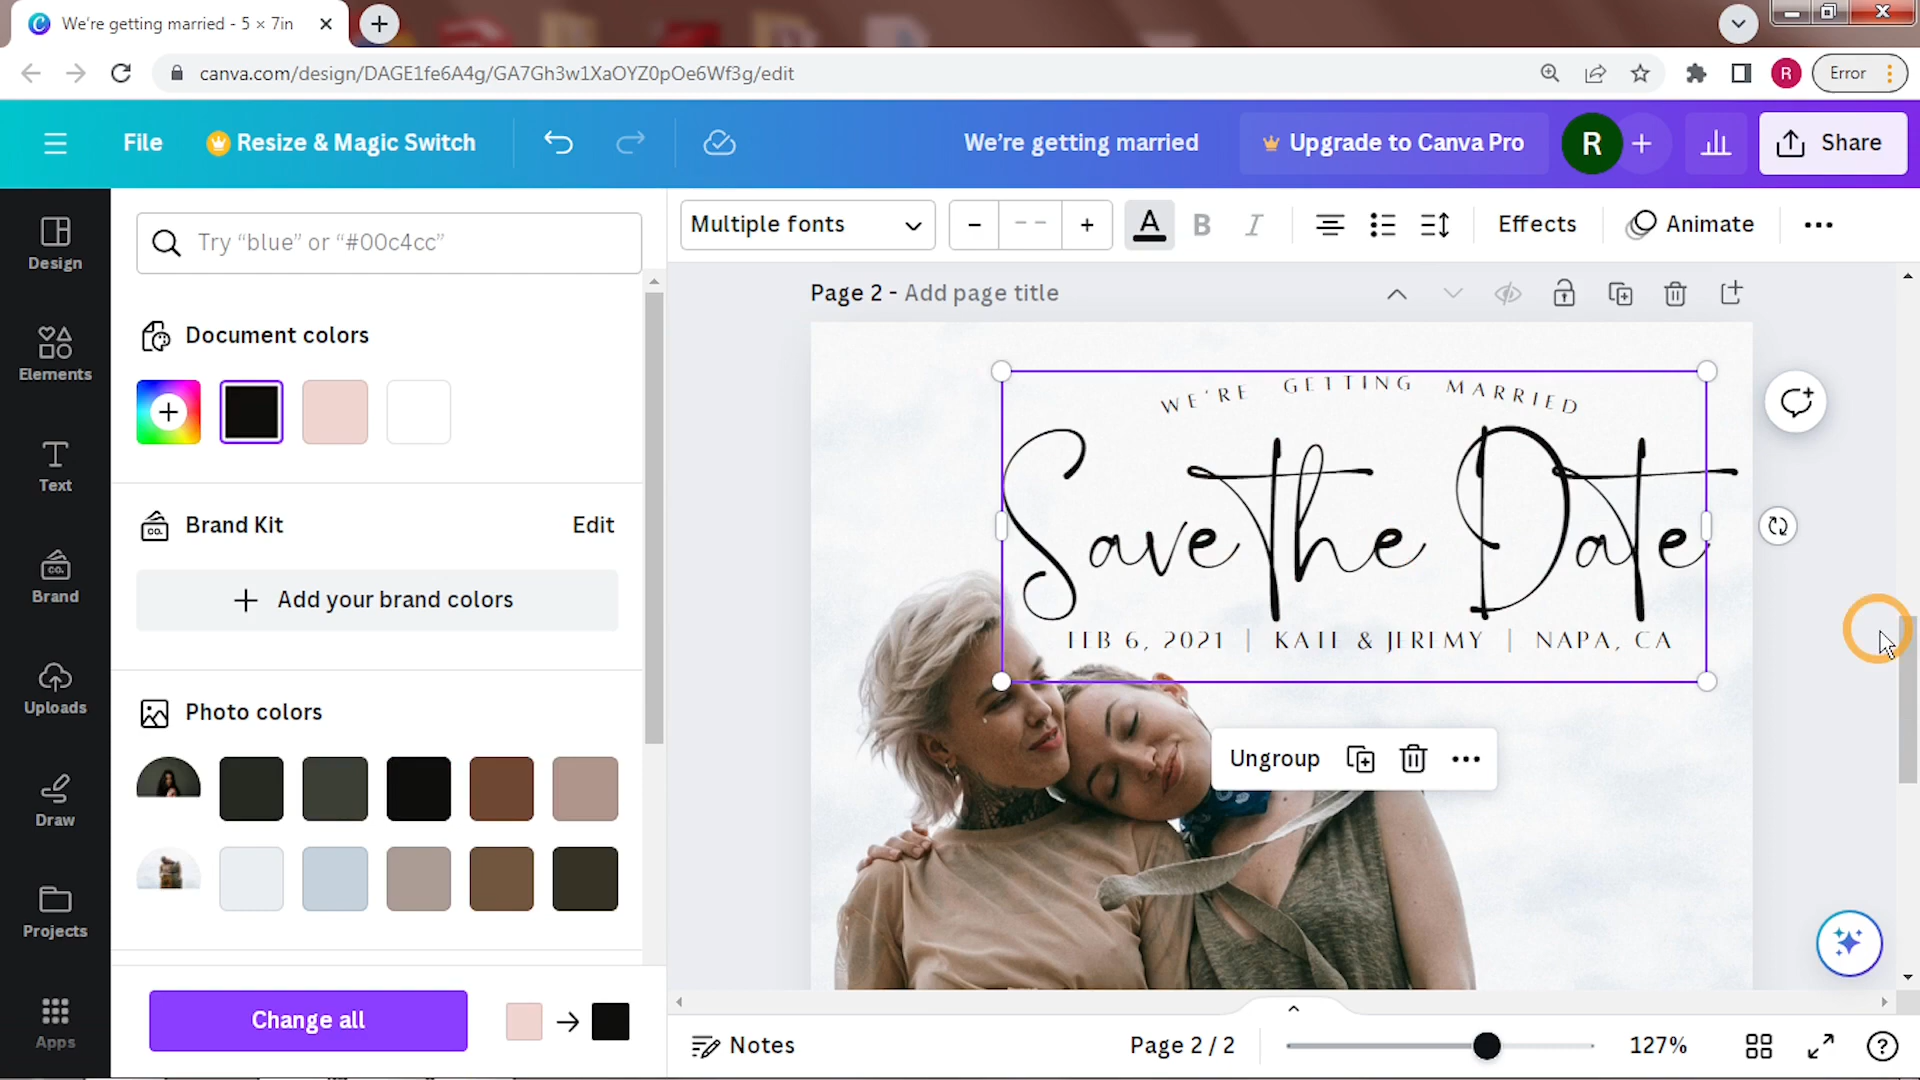 We're getting married - 5 × 7in
canva.com/design/DAGE1fe6A4g/GA7Gh3w1XaOYZ0pOe6Wf3g/edit
R
Error
File
Resize & Magic Switch
We're getting married
Upgrade to Canva Pro
R
Share
Design
Elements
Text
Brand
Uploads
Draw
Projects
Apps
Try “blue” or “#00c4cc”
Document colors
CO.
Brand Kit
Edit
Add your brand colors
Photo colors
Change all
Multiple fonts
A
B
I
Effects
Animate
Page 2 - Add page title
WE'RE GETTING MARRIED
Save the Date
FEB 6, 2021 | KATE & JEREMY | NAPA, CA
Ungroup
Notes
Page 2 / 2
127%